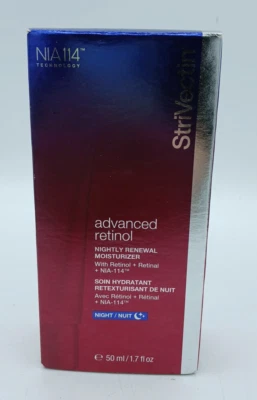 NIA114™
TECHNOLOGY
StriVectin
advanced
retinol
NIGHTLY RENEWAL
MOISTURIZER
With Retinol + Retinal
+ NIA-114™
SOIN HYDRATANT
RETEXTURISANT DE NUIT
Avec Rétinol + Rétinal
+ NIA-114™
NIGHT / NUIT
e 50 ml / 1.7 fl oz